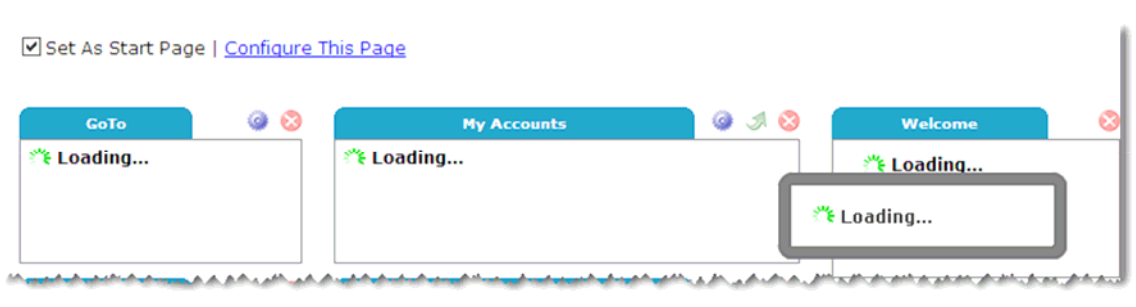 Set As Start Page | Configure This Page
GoTo
My Accounts
Welcome
Loading...
Loading...
Loading...
Loading...